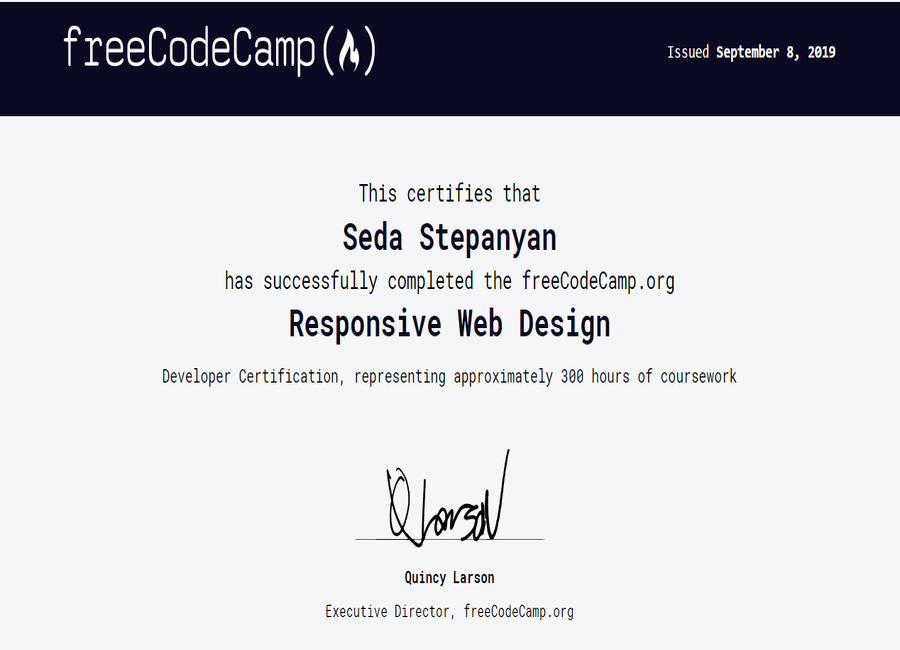 freeCodeCamp(🔥)
Issued September 8, 2019
This certifies that
Seda Stepanyan
has successfully completed the freeCodeCamp.org
Responsive Web Design
Developer Certification, representing approximately 300 hours of coursework
Q Larson
Quincy Larson
Executive Director, freeCodeCamp.org